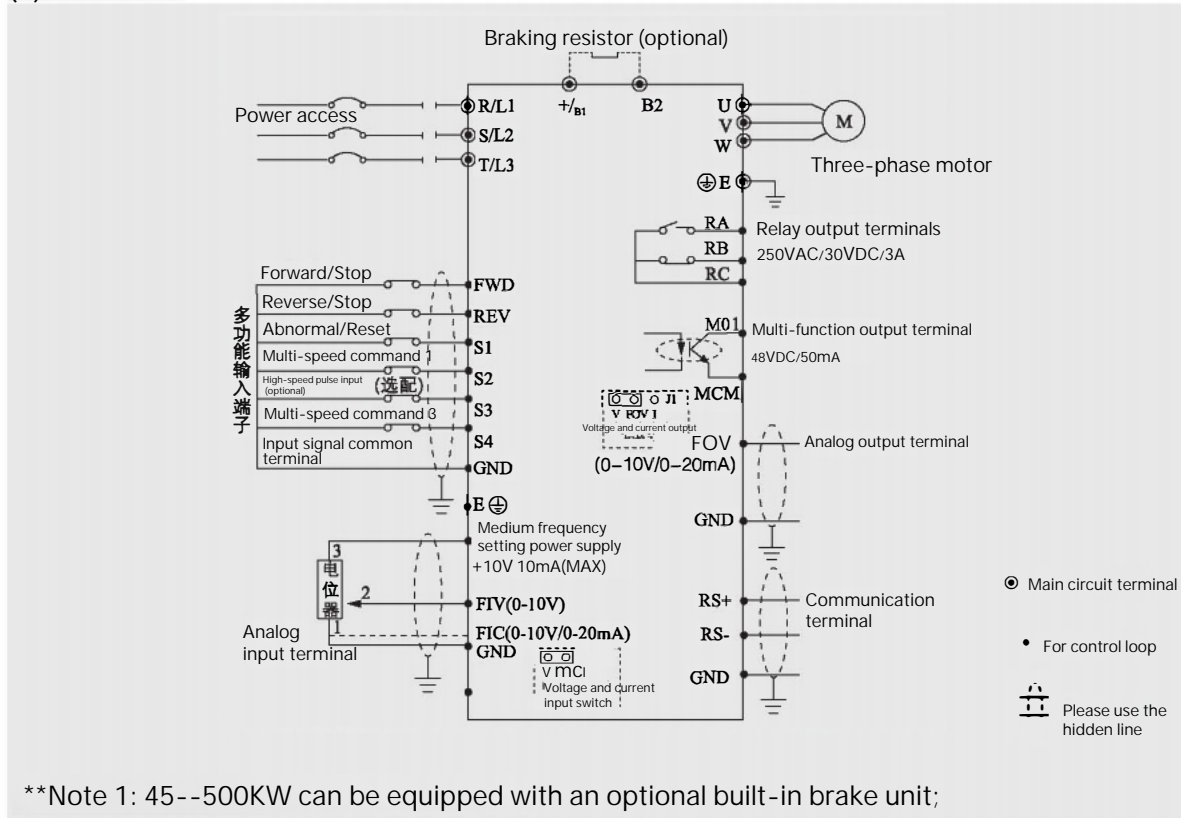 Braking resistor (optional)
Power access
R/L1
+/B1
B2
U
S/L2
V
M
T/L3
W
Three-phase motor
E
RA
Relay output terminals
RB
250VAC/30VDC/3A
RC
多功能输入端子
Forward/Stop
FWD
Reverse/Stop
REV
Abnormal/Reset
S1
Multi-speed command 1
S2
High-speed pulse input
(optional)
(选配)
S3
Multi-speed command 3
S4
Input signal common
terminal
GND
M01
Multi-function output terminal
48VDC/50mA
MCM
J1
V FOV I
Voltage and current output
FOV
Analog output terminal
(0-10V/0-20mA)
GND
E
Medium frequency
setting power supply
+10V 10mA(MAX)
3
电位器
2
1
FIV(0-10V)
FIC(0-10V/0-20mA)
GND
Analog
input terminal
V mCI
Voltage and current
input switch
RS+
Communication
terminal
RS-
GND
Main circuit terminal
For control loop
Please use the
hidden line
**Note 1: 45--500KW can be equipped with an optional built-in brake unit;